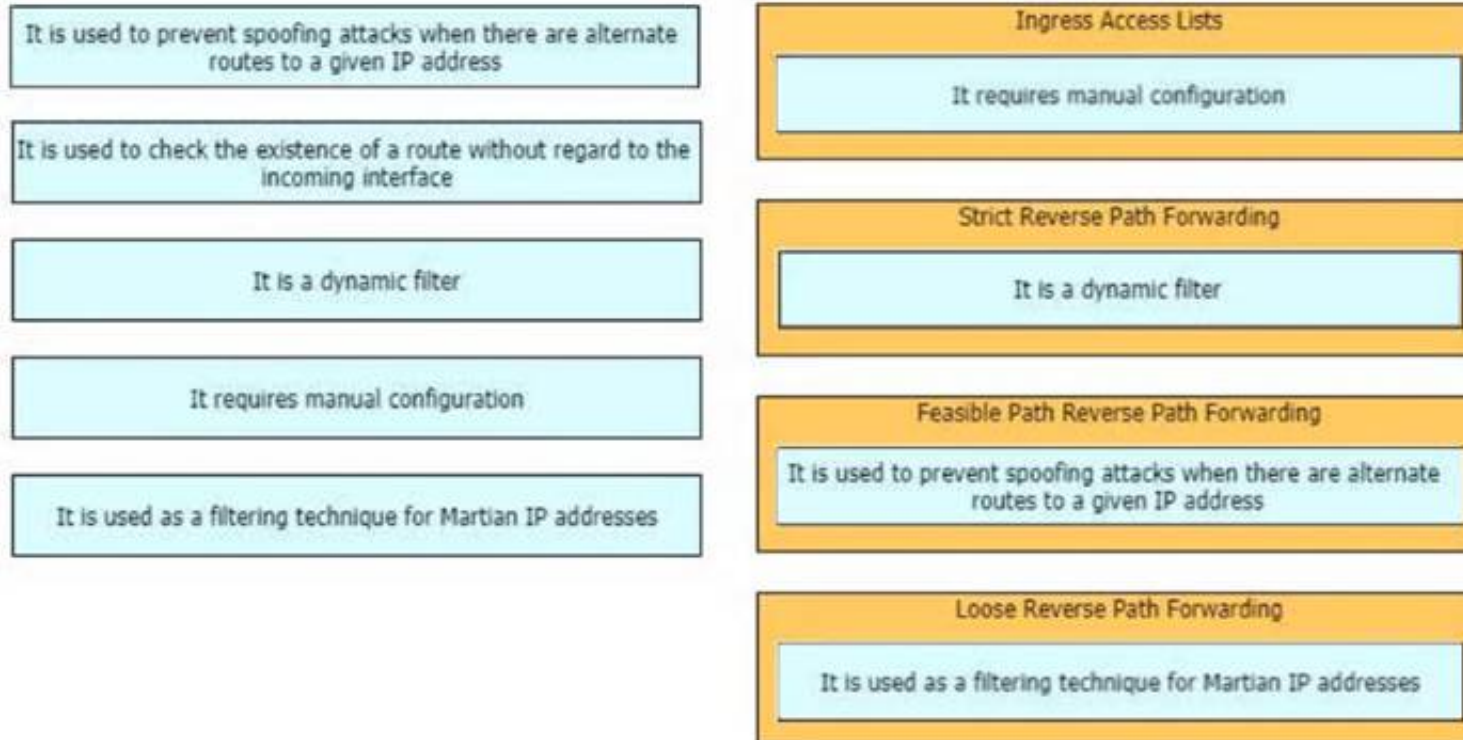 It is used to prevent spoofing attacks when there are alternate
routes to a given IP address
It is used to check the existence of a route without regard to the
incoming interface
It is a dynamic filter
It requires manual configuration
It is used as a filtering technique for Martian IP addresses
Ingress Access Lists
It requires manual configuration
Strict Reverse Path Forwarding
It is a dynamic filter
Feasible Path Reverse Path Forwarding
It is used to prevent spoofing attacks when there are alternate
routes to a given IP address
Loose Reverse Path Forwarding
It is used as a filtering technique for Martian IP addresses